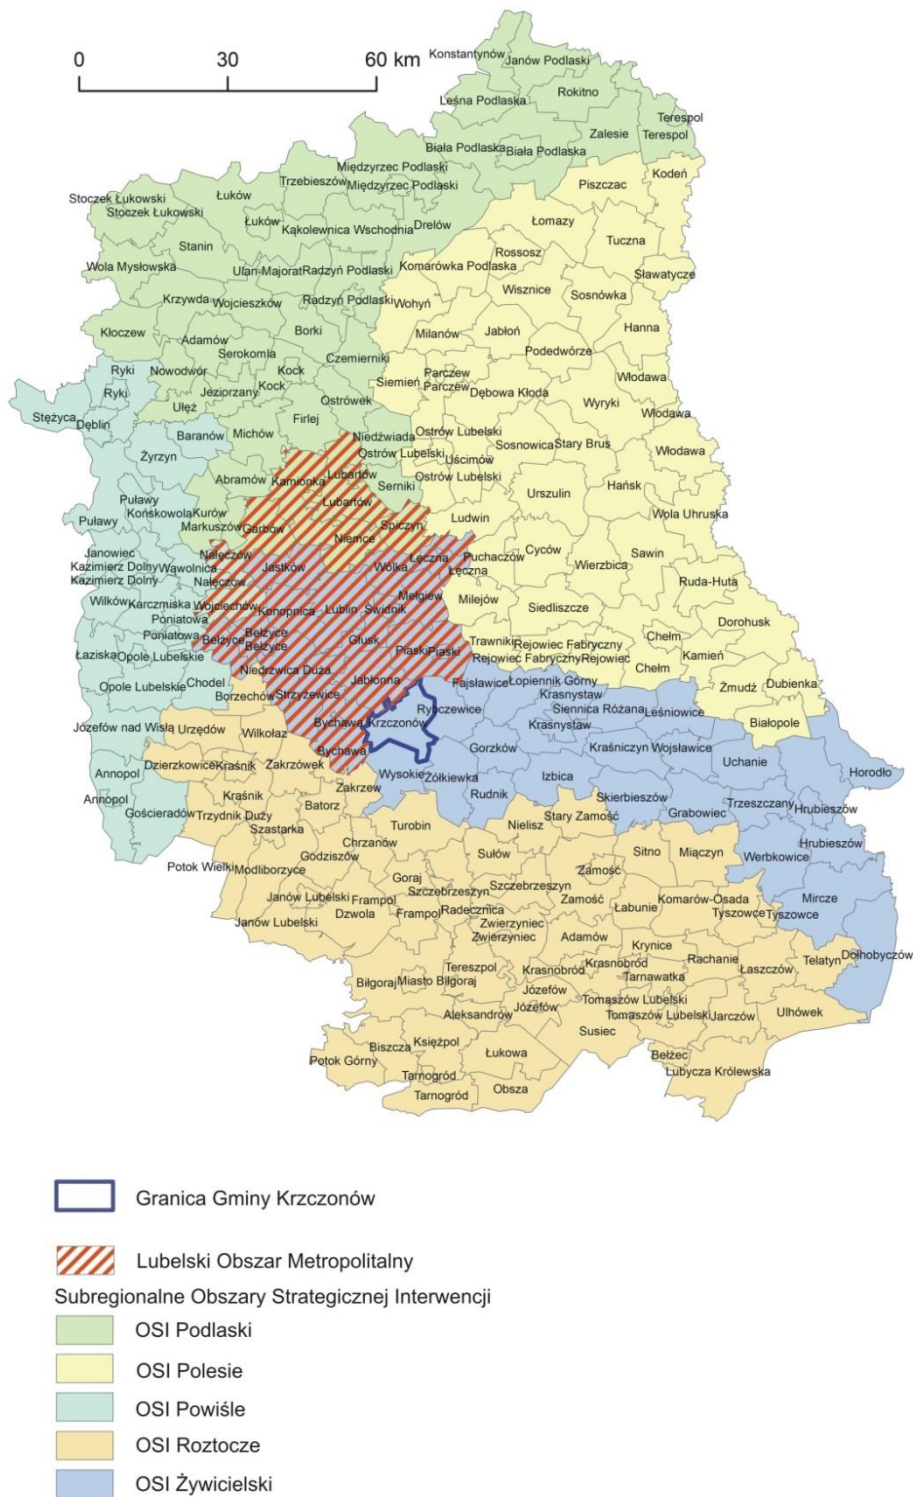 0 30 60 km
Konstantynów
Janów Podlaski
Rokitno
Leśna Podlaska
Terespol
Zalesie Terespol
Biała Podlaska Biała Podlaska
Międzyrzec Podlaski
Kodeń
Trzebieszów Międzyrzec Podlaski
Piszczac
Stoczek Łukowski
Łuków
Stoczek Łukowski
Łuków
Łomazy
Kąkolewnica Wschodnia Drelów
Stanin
Tuczna
Rossosz
Wola Mysłowska
Ulan-Majorat Radzyń Podlaski
Komarówka Podlaska
Sławatycze
Wisznice
Sosnówka
Krzywda Wojcieszków Radzyń Podlaski
Wohyń
Hanna
Kłoczew
Borki
Milanów
Jabłoń
Adamów
Podedwórze
Serokomla
Czemierniki
Ryki Nowodwór
Kock
Parczew
Siemień
Parczew
Włodawa
Ryki
Jeziorzany Kock
Dębowa Kłoda
Stężyca
Ułęż
Ostrówek
Wyryki
Dęblin
Firlej
Włodawa
Baranów
Michów
Niedźwiada
Ostrów Lubelski
Sosnowica Stary Brus
Żyrzyn
Ostrów Lubelski
Uścimów
Włodawa
Abramów Kamionka Lubartów
Serniki
Ostrów Lubelski
Hańsk
Puławy
Lubartów
Urszulin
Puławy
Końskowola Kurów
Wola Uhruska
Markuszów Garbów
Spiczyn
Ludwin
Niemce
Cyców
Sawin
Janowiec
Nałęczów
Łęczna
Puchaczów
Kazimierz Dolny Wąwolnica
Jastków
Wólka
Łęczna
Wierzbica
Kazimierz Dolny
Nałęczów
Ruda-Huta
Wilków Karczmiska
Wojciechów Konopnica
Lublin Świdnik
Mełgiew
Milejów
Siedliszcze
Poniatowa
Dorohusk
Poniatowa
Bełżyce
Bełżyce
Bełżyce
Głusk
Piaski Piaski
Trawniki Rejowiec Fabryczny
Chełm
Kamień
Łaziska Opole Lubelskie
Rejowiec Fabryczny Rejowiec
Chełm
Niedrzwica Duża
Opole Lubelskie
Chodel
Jabłonna
Fajsławice
Łopiennik Górny
Żmudź
Dubienka
Borzechów
Strzyżewice
Krasnystaw
Rybczewice
Siennica Różana
Leśniowice
Józefów nad Wisłą Urzędów
Bychawa Krzczonów
Krasnystaw
Białopole
Wilkołaz
Gorzków
Kraśniczyn Wojsławice
Bychawa
Uchanie
Dzierzkowice Kraśnik Zakrzówek
Annopol
Wysokie Żółkiewka
Izbica
Horodło
Kraśnik
Zakrzew
Rudnik
Skierbieszów
Annopol
Gościeradów
Batorz
Grabowiec
Trzeszczany
Hrubieszów
Trzydnik Duży
Turobin
Nielisz
Stary Zamość
Szastarka
Chrzanów
Hrubieszów
Godziszów
Sułów
Sitno
Miączyn
Werbkowice
Potok Wielki
Modliborzyce
Goraj
Zamość
Szczebrzeszyn
Szczebrzeszyn
Janów Lubelski
Frampol
Zamość
Łabunie
Komarów-Osada
Mircze
Janów Lubelski
Dzwola
Frampol
Radecznica
Tyszowce
Tyszowce
Zwierzyniec
Zwierzyniec
Adamów
Krynice
Dołhobyczów
Tereszpol
Krasnobród
Krasnobród
Rachanie
Łaszczów
Telatyn
Biłgoraj Miasto Biłgoraj
Tarnawatka
Józefów
Józefów
Tomaszów Lubelski
Tomaszów Lubelski
Jarczów
Ulhówek
Aleksandrów
Susiec
Biszcza
Księżpol
Łukowa
Bełżec
Potok Górny
Lubycza Królewska
Tarnogród
Tarnogród
Obsza
Granica Gminy Krzczonów
Lubelski Obszar Metropolitalny
Subregionalne Obszary Strategicznej Interwencji
OSI Podlaski
OSI Polesie
OSI Powiśle
OSI Roztocze
OSI Żywicielski